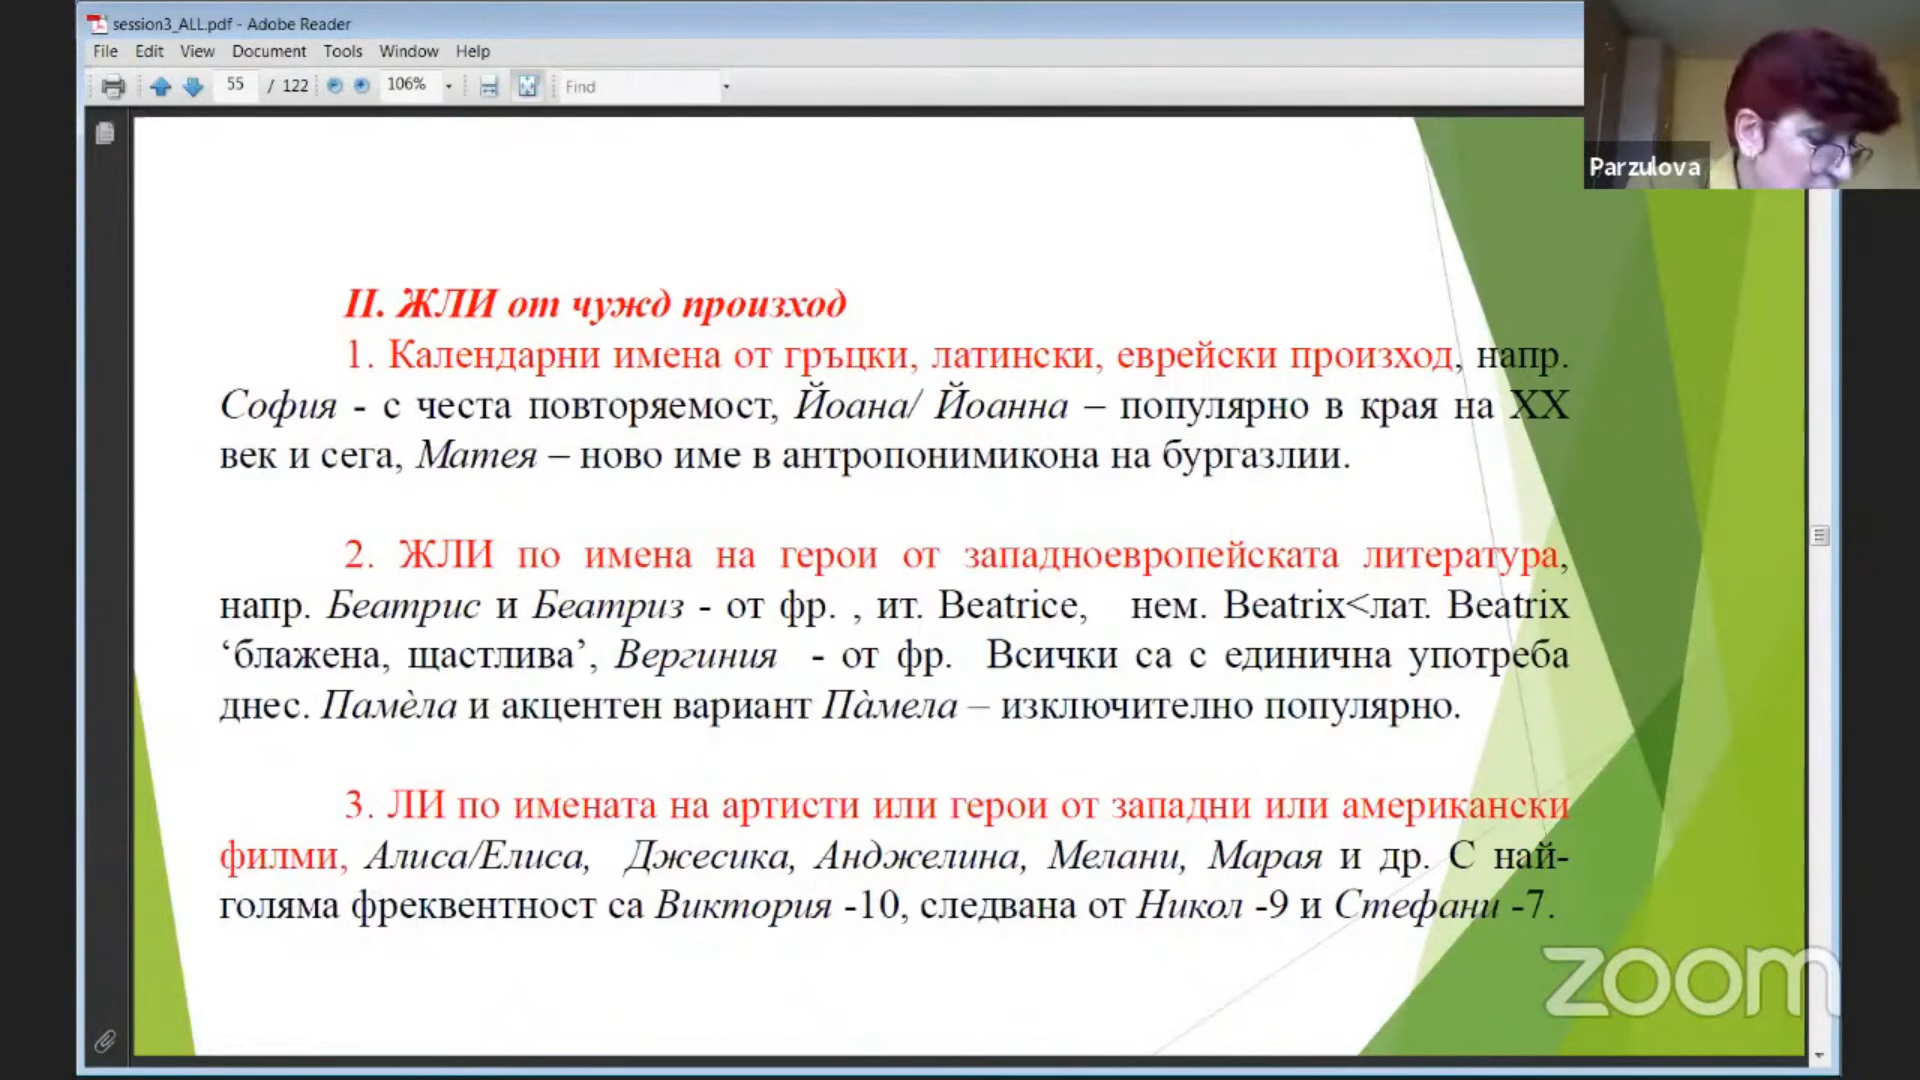 session3_ALL.pdf - Adobe Reader
File Edit View Document Tools Window Help
55 / 122 106% Find
Parzulova
II. ЖЛИ от чужд произход
1. Календарни имена от гръцки, латински, еврейски произход, напр.
София - с честа повторяемост, Йоана/ Йоанна – популярно в края на XX
век и сега, Матея – ново име в антропонимикона на бургазлии.
2. ЖЛИ по имена на герои от западноевропейската литература,
напр. Беатрис и Беатриз - от фр. , ит. Beatrice, нем. Beatrix<лат. Beatrix
‘блажена, щастлива’, Вергиния - от фр. Всички са с единична употреба
днес. Памѐла и акцентен вариант Па̀мела – изключително популярно.
3. ЛИ по имената на артисти или герои от западни или американски
филми, Алиса/Елиса, Джесика, Анджелина, Мелани, Марая и др. С най-
голяма фреквентност са Виктория -10, следвана от Никол -9 и Стефани -7.
zoom